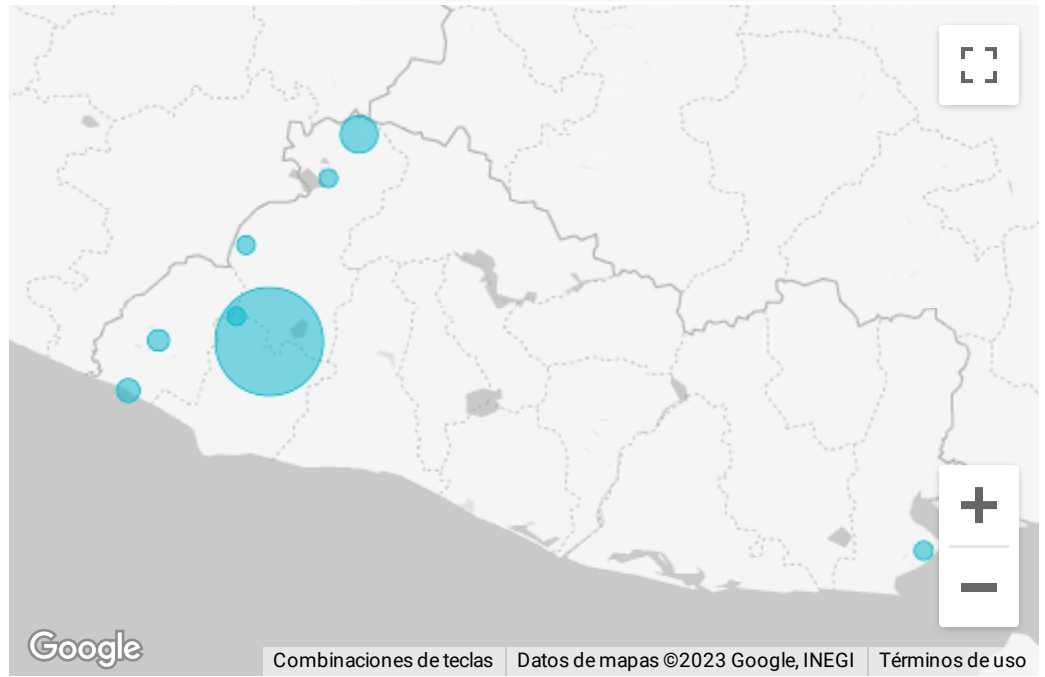 Google
Combinaciones de teclas
Datos de mapas ©2023 Google, INEGI
Términos de uso